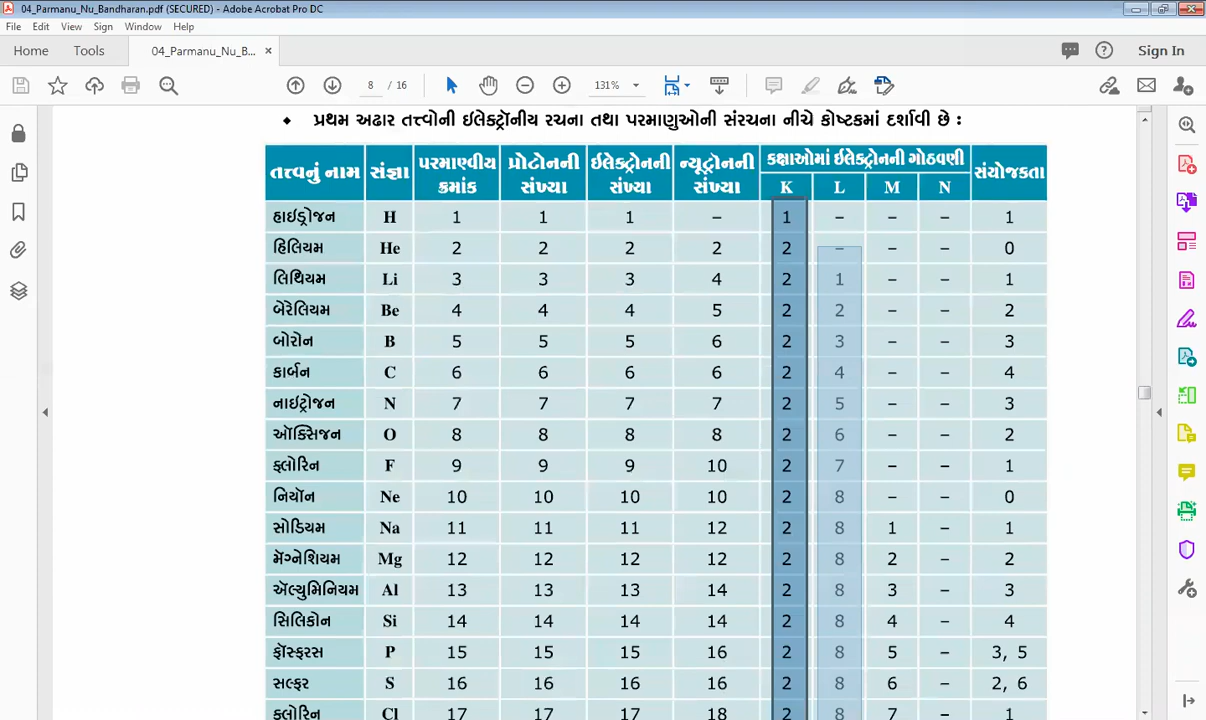 04_Parmanu_Nu_Bandharan.pdf (SECURED) - Adobe Acrobat Pro DC
File Edit View Sign Window Help
Home Tools 04_Parmanu_Nu_B... × Sign In
8 / 16 131%
◆ પ્રથમ અઢાર તત્ત્વોની ઇલેક્ટ્રૉનીય રચના તથા પરમાણુઓની સંરચના નીચે કોષ્ટકમાં દર્શાવી છે :
તત્ત્વનું નામ સંજ્ઞા પરમાણ્વીય ક્રમાંક પ્રોટોનની સંખ્યા ઇલેક્ટ્રોનની સંખ્યા ન્યૂટ્રોનની સંખ્યા કક્ષાઓમાં ઇલેક્ટ્રોનની ગોઠવણી સંયોજકતા
K L M N
હાઇડ્રોજન H 1 1 1 – 1 – – – 1
હિલિયમ He 2 2 2 2 2 – – – 0
લિથિયમ Li 3 3 3 4 2 1 – – 1
બેરેલિયમ Be 4 4 4 5 2 2 – – 2
બોરોન B 5 5 5 6 2 3 – – 3
કાર્બન C 6 6 6 6 2 4 – – 4
નાઇટ્રોજન N 7 7 7 7 2 5 – – 3
ઑક્સિજન O 8 8 8 8 2 6 – – 2
ફ્લોરિન F 9 9 9 10 2 7 – – 1
નિયૉન Ne 10 10 10 10 2 8 – – 0
સોડિયમ Na 11 11 11 12 2 8 1 – 1
મૅગ્નેશિયમ Mg 12 12 12 12 2 8 2 – 2
ઍલ્યુમિનિયમ Al 13 13 13 14 2 8 3 – 3
સિલિકોન Si 14 14 14 14 2 8 4 – 4
ફૉસ્ફરસ P 15 15 15 16 2 8 5 – 3, 5
સલ્ફર S 16 16 16 16 2 8 6 – 2, 6
ક્લોરિન Cl 17 17 17 18 2 8 7 – 1